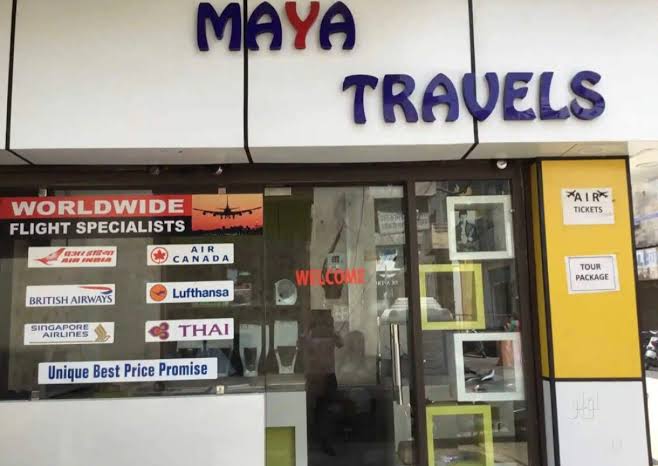 MAYA
TRAVELS
WORLDWIDE
FLIGHT SPECIALISTS
एअर इंडिया
AIR INDIA
AIR
CANADA
BRITISH AIRWAYS
Lufthansa
SINGAPORE
AIRLINES
THAI
Unique Best Price Promise
WELCOME
AIR
TICKETS
TOUR
PACKAGE